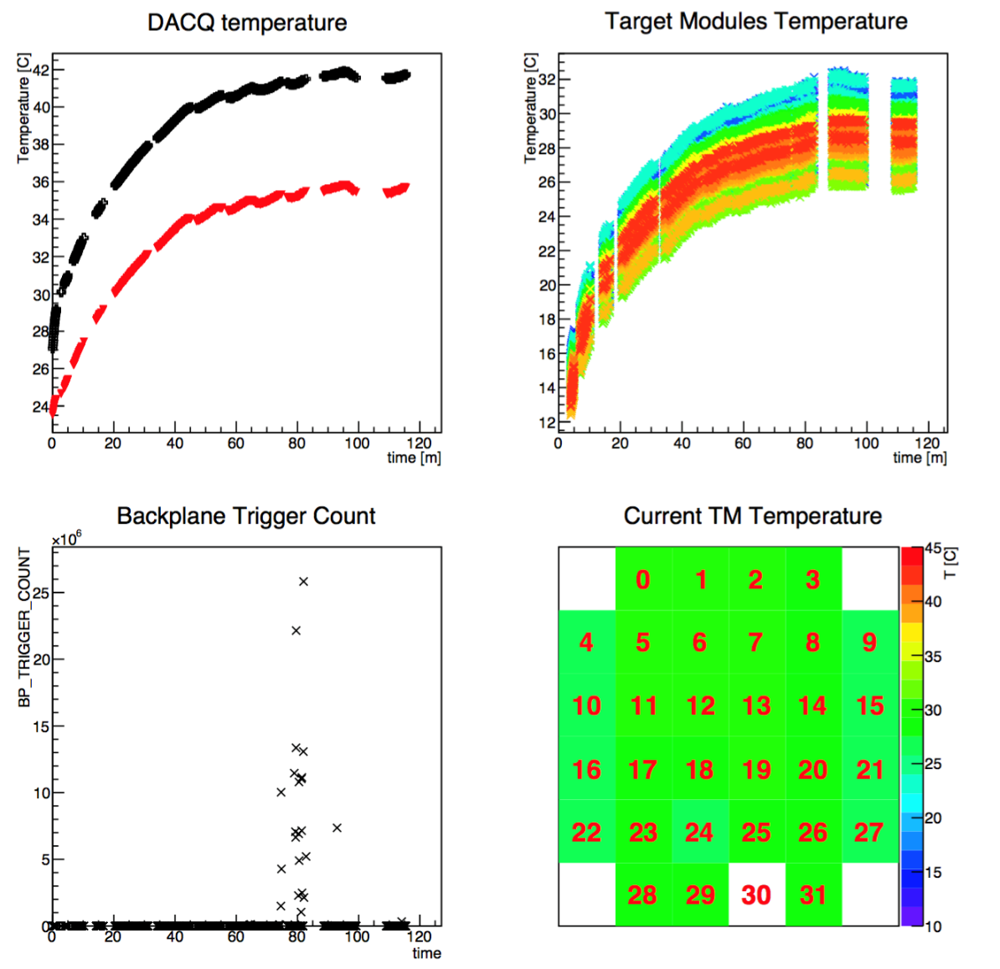 DACQ temperature
Temperature [C]
42
40
38
36
34
32
30
28
26
24
0 20 40 60 80 100 120
time [m]
Target Modules Temperature
Temperature [C]
32
30
28
26
24
22
20
18
16
14
12
0 20 40 60 80 100 120
time [m]
Backplane Trigger Count
×10⁶
BP_TRIGGER_COUNT
25
20
15
10
5
0
0 20 40 60 80 100 120
time
Current TM Temperature
0 1 2 3
4 5 6 7 8 9
10 11 12 13 14 15
16 17 18 19 20 21
22 23 24 25 26 27
28 29 30 31
T [C]
45
40
35
30
25
20
15
10